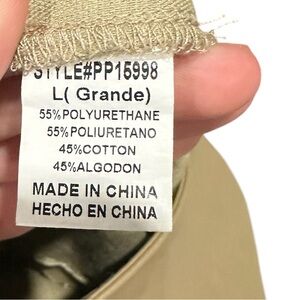 STYLE#PP15998
L( Grande)
55%POLYURETHANE
55%POLIURETANO
45%COTTON
45%ALGODON
MADE IN CHINA
HECHO EN CHINA